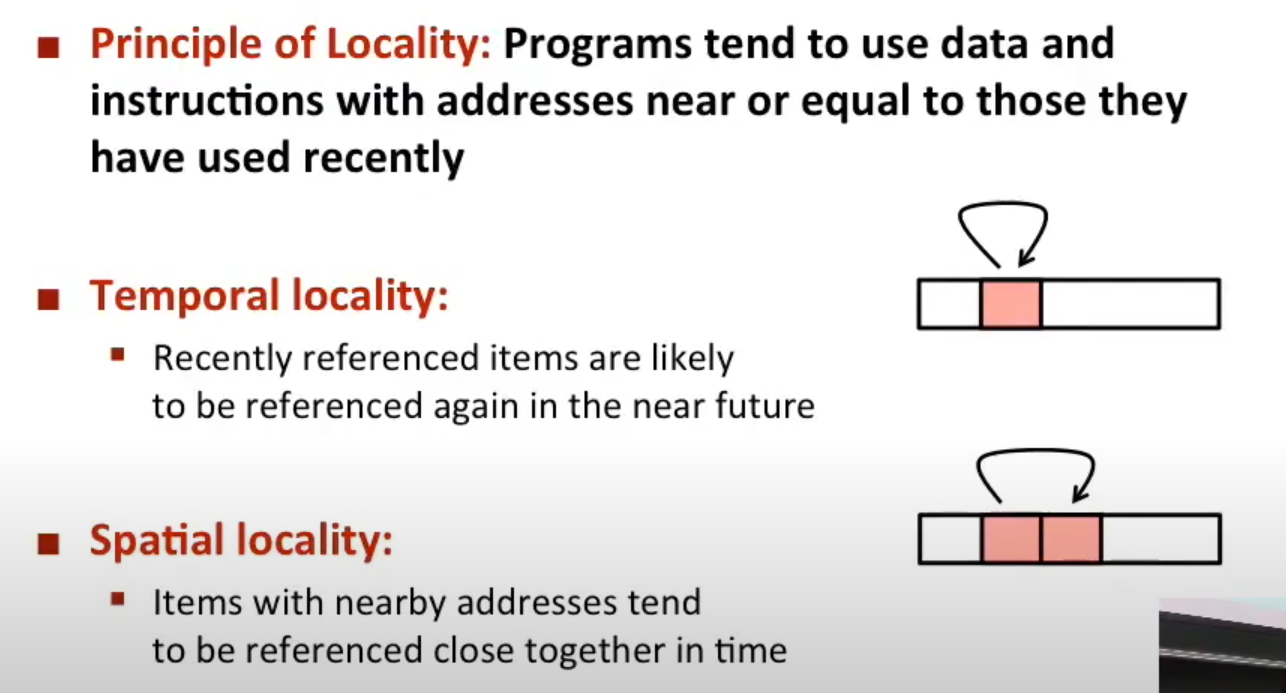 Principle of Locality: Programs tend to use data and
instructions with addresses near or equal to those they
have used recently
Temporal locality:
Recently referenced items are likely
to be referenced again in the near future
Spatial locality:
Items with nearby addresses tend
to be referenced close together in time